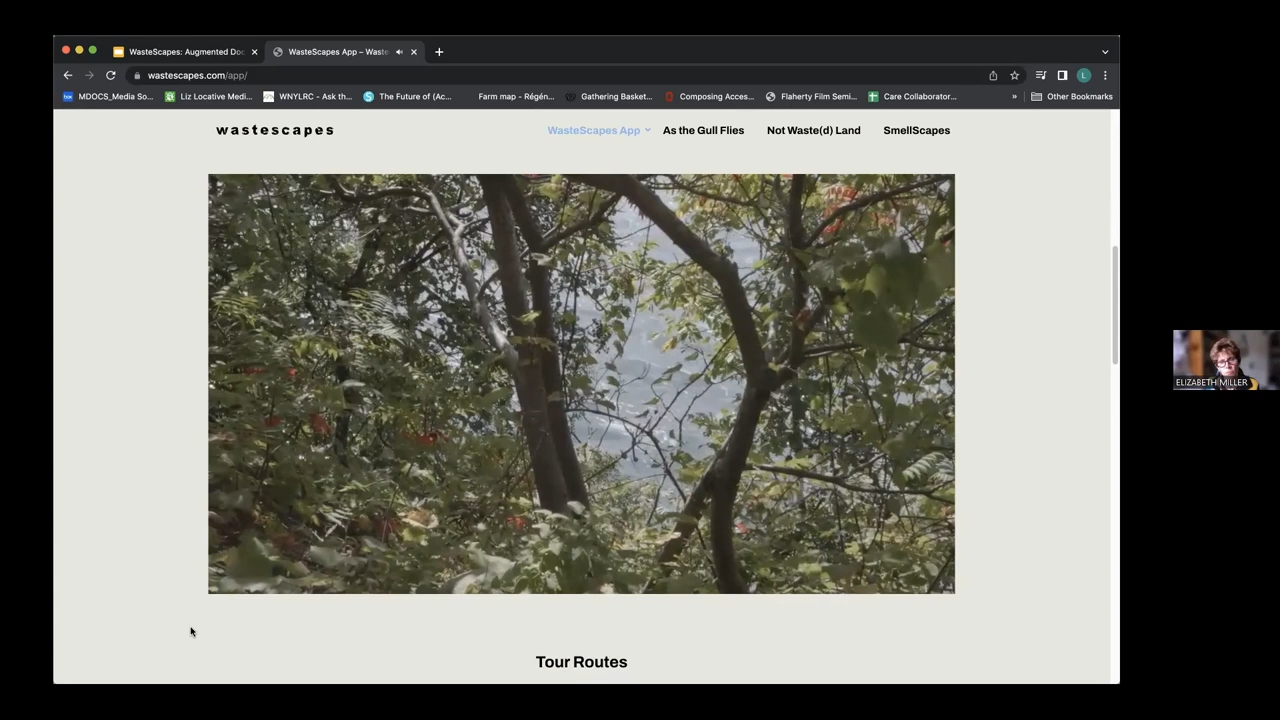 WasteScapes: Augmented Doc
WasteScapes App – Waste
wastescapes.com/app/
L
MDOCS_Media So...
Liz Locative Medi...
WNYLRC - Ask th...
The Future of (Ac...
Farm map - Régén...
Gathering Basket...
Composing Acces...
Flaherty Film Semi...
Care Collaborator...
»
Other Bookmarks
wastescapes
WasteScapes App
As the Gull Flies
Not Waste(d) Land
SmellScapes
ELIZABETH MILLER
Tour Routes